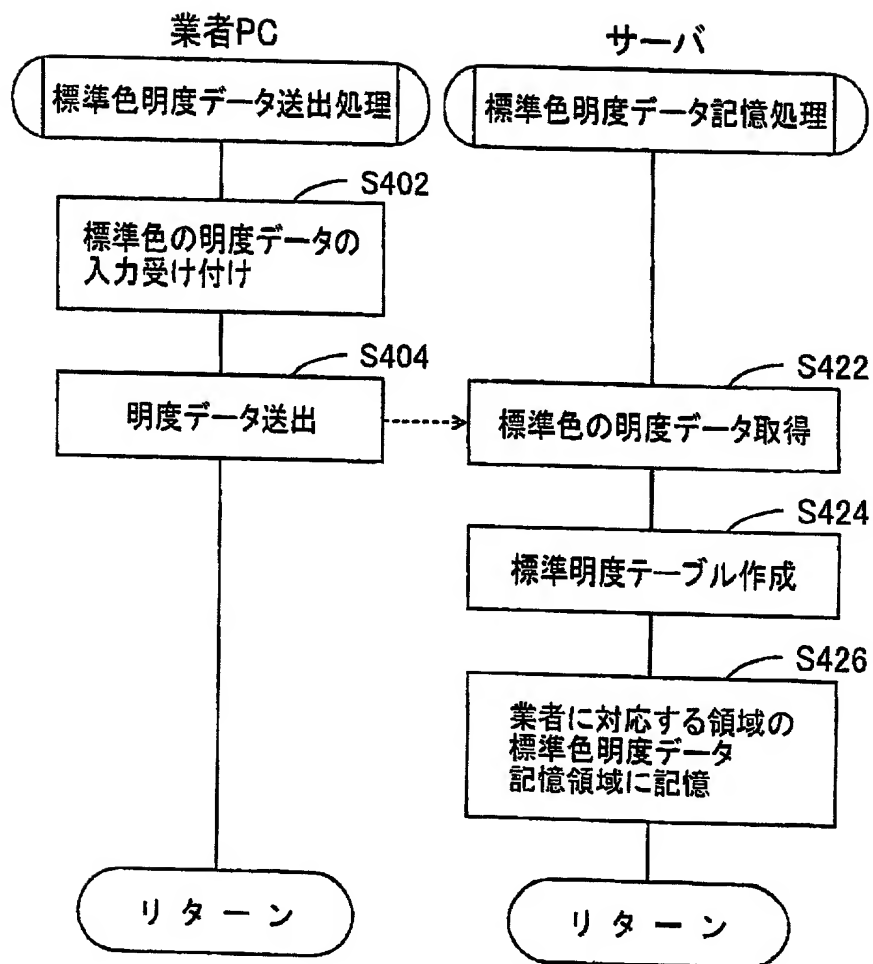 業者PC
標準色明度データ送出処理
S402
標準色の明度データの
入力受け付け
S404
明度データ送出
リターン
サーバ
標準色明度データ記憶処理
S422
標準色の明度データ取得
S424
標準明度テーブル作成
S426
業者に対応する領域の
標準色明度データ
記憶領域に記憶
リターン